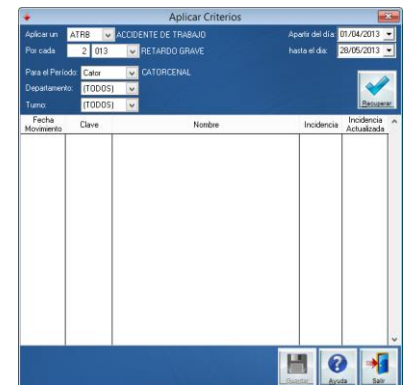 Aplicar Criterios
Aplicar un: ATRB ACCIDENTE DE TRABAJO Apartir del día: 01/04/2013
Por cada 2 013 RETARDO GRAVE hasta el dia: 28/05/2013
Para el Período: Cator CATORCENAL
Departamento: (TODOS)
Turno: (TODOS)
Recuperar
Fecha Movimiento Clave Nombre Incidencia Incidencia Actualizada
Guardar Ayuda Salir